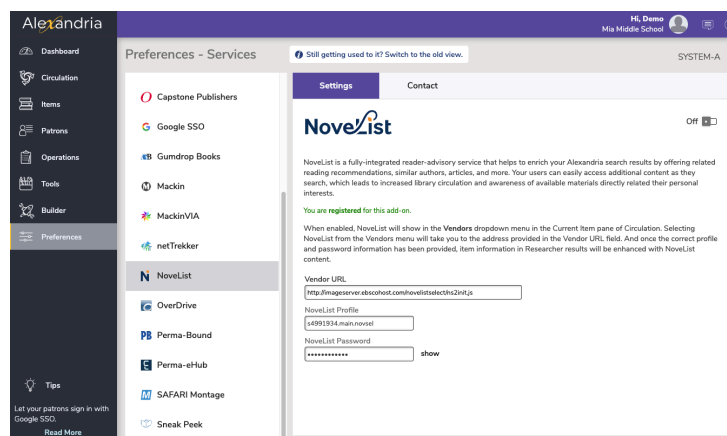 Alexandria
Hi, Demo
Mia Middle School
Dashboard
Circulation
Items
Patrons
Operations
Tools
Builder
Preferences
Tips
Let your patrons sign in with
Google SSO.
Read More
Preferences - Services
Still getting used to it? Switch to the old view.
SYSTEM-A
Capstone Publishers
Google SSO
Gumdrop Books
Mackin
MackinVIA
netTrekker
NoveList
OverDrive
Perma-Bound
Perma-eHub
SAFARI Montage
Sneak Peek
Settings
Contact
NoveList
Off
NoveList is a fully-integrated reader-advisory service that helps to enrich your Alexandria search results by offering related
reading recommendations, similar authors, articles, and more. Your users can easily access additional content as they
search, which leads to increased library circulation and awareness of available materials directly related their personal
interests.
You are registered for this add-on.
When enabled, NoveList will show in the Vendors dropdown menu in the Current Item pane of Circulation. Selecting
NoveList from the Vendors menu will take you to the address provided in the Vendor URL field. And once the correct profile
and password information has been provided, item information in Researcher results will be enhanced with NoveList
content.
Vendor URL
http://imageserver.ebscohost.com/novelistselect/ns2init.js
NoveList Profile
s4991934.main.novsel
NoveList Password
••••••••••••
show